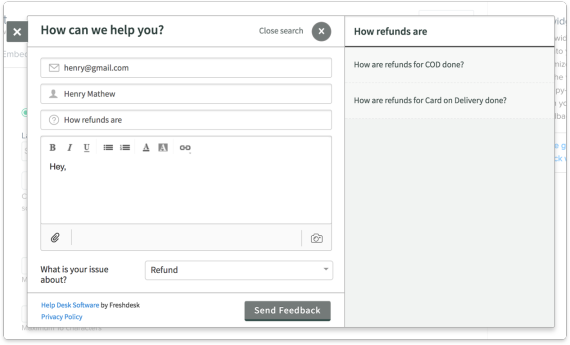 How can we help you?
Close search
henry@gmail.com
Henry Mathew
How refunds are
B I U A A
Hey,
What is your issue
about?
Refund
Help Desk Software by Freshdesk
Privacy Policy
Send Feedback
How refunds are
How are refunds for COD done?
How are refunds for Card on Delivery done?
Embed